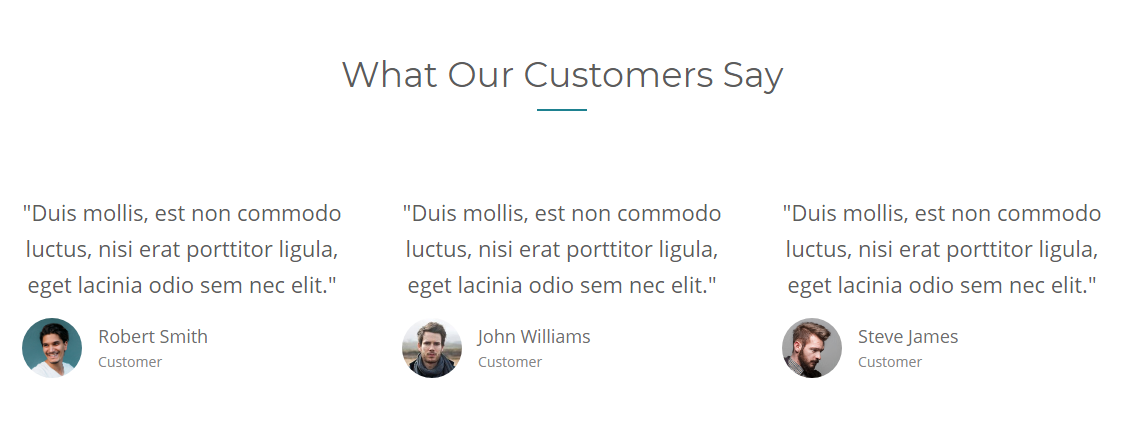 What Our Customers Say
"Duis mollis, est non commodo
luctus, nisi erat porttitor ligula,
eget lacinia odio sem nec elit."
Robert Smith
Customer
"Duis mollis, est non commodo
luctus, nisi erat porttitor ligula,
eget lacinia odio sem nec elit."
John Williams
Customer
"Duis mollis, est non commodo
luctus, nisi erat porttitor ligula,
eget lacinia odio sem nec elit."
Steve James
Customer